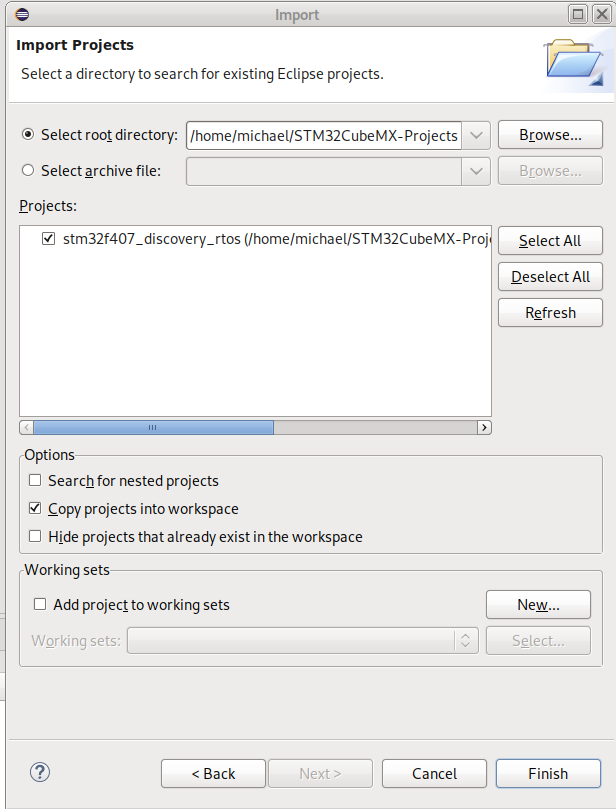 Import
Import Projects
Select a directory to search for existing Eclipse projects.
Select root directory: /home/michael/STM32CubeMX-Projects Browse...
Select archive file: Browse...
Projects:
stm32f407_discovery_rtos (/home/michael/STM32CubeMX-Proj
Select All
Deselect All
Refresh
Options
Search for nested projects
Copy projects into workspace
Hide projects that already exist in the workspace
Working sets
Add project to working sets New...
Working sets: Select...
? < Back Next > Cancel Finish